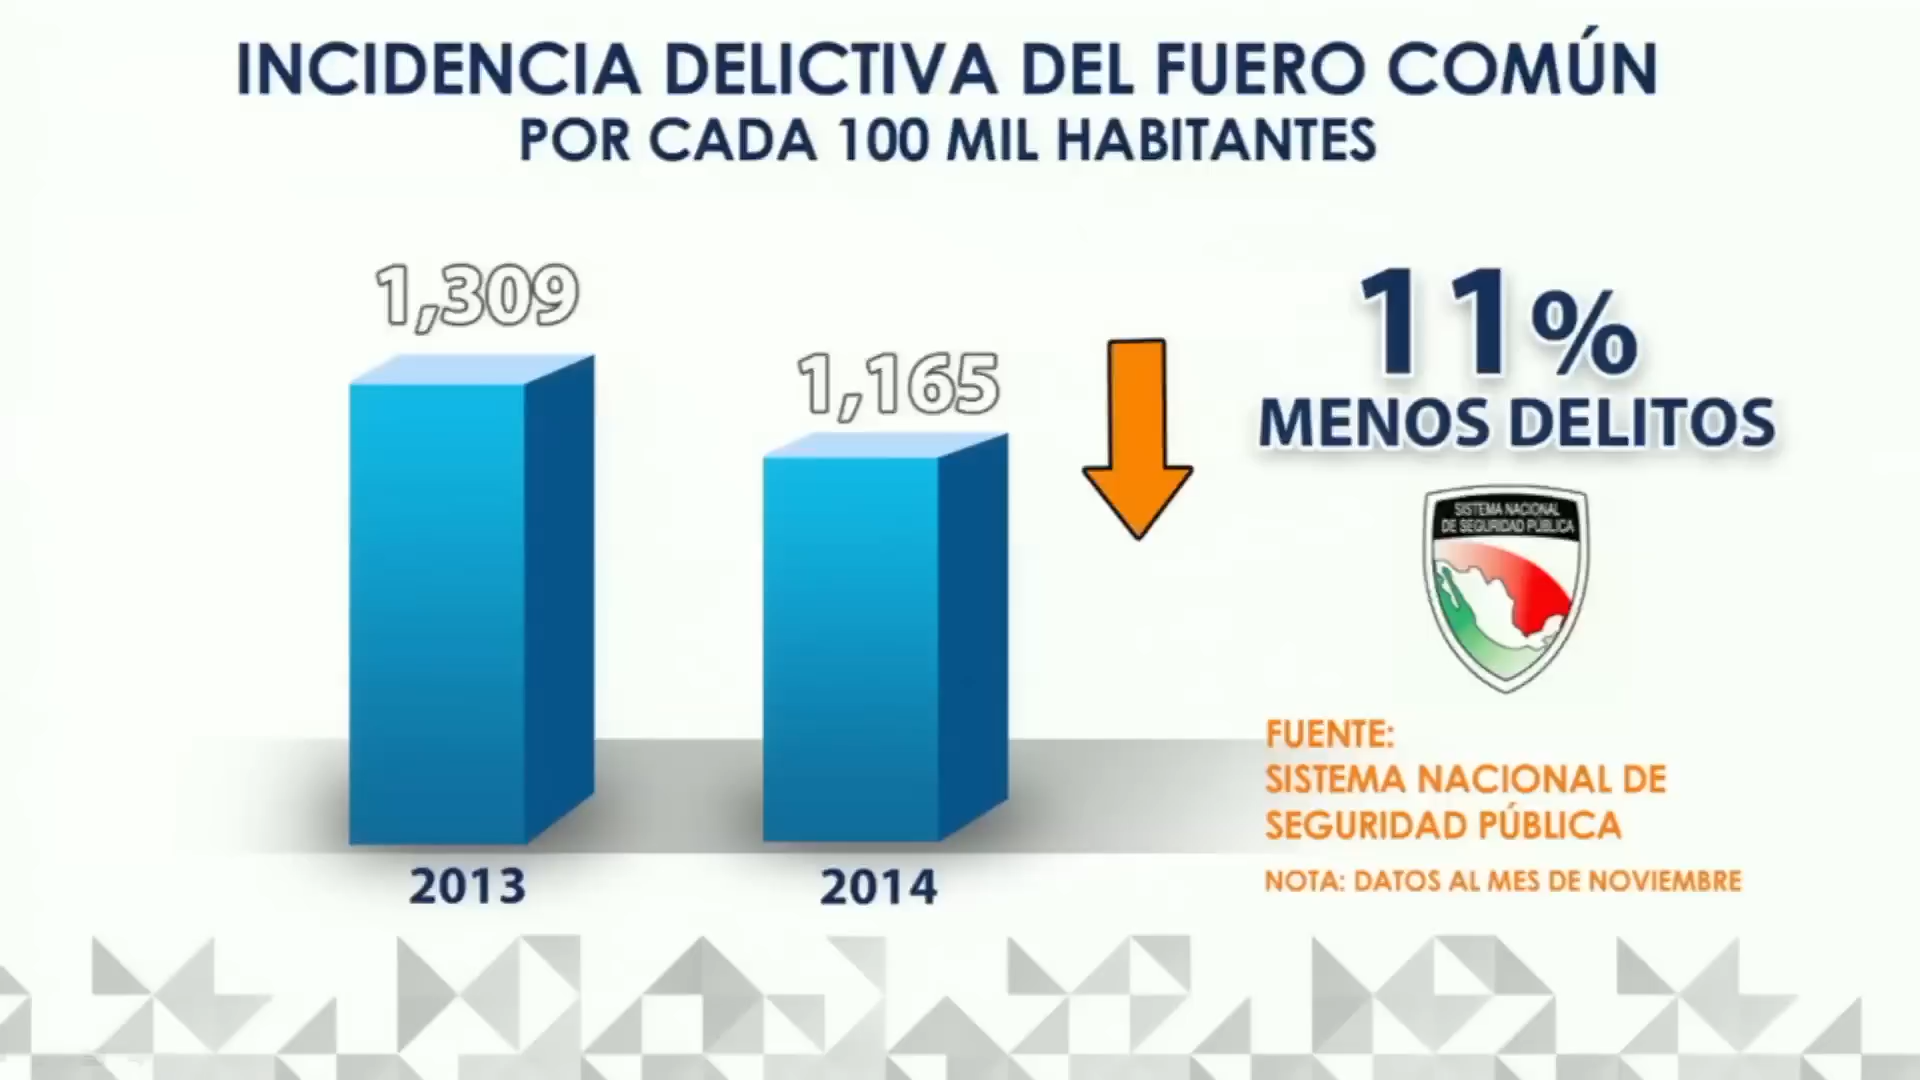 INCIDENCIA DELICTIVA DEL FUERO COMÚN
POR CADA 100 MIL HABITANTES
1,309
1,165
11%
MENOS DELITOS
SISTEMA NACIONAL
DE SEGURIDAD PÚBLICA
FUENTE:
SISTEMA NACIONAL DE
SEGURIDAD PÚBLICA
NOTA: DATOS AL MES DE NOVIEMBRE
2013
2014